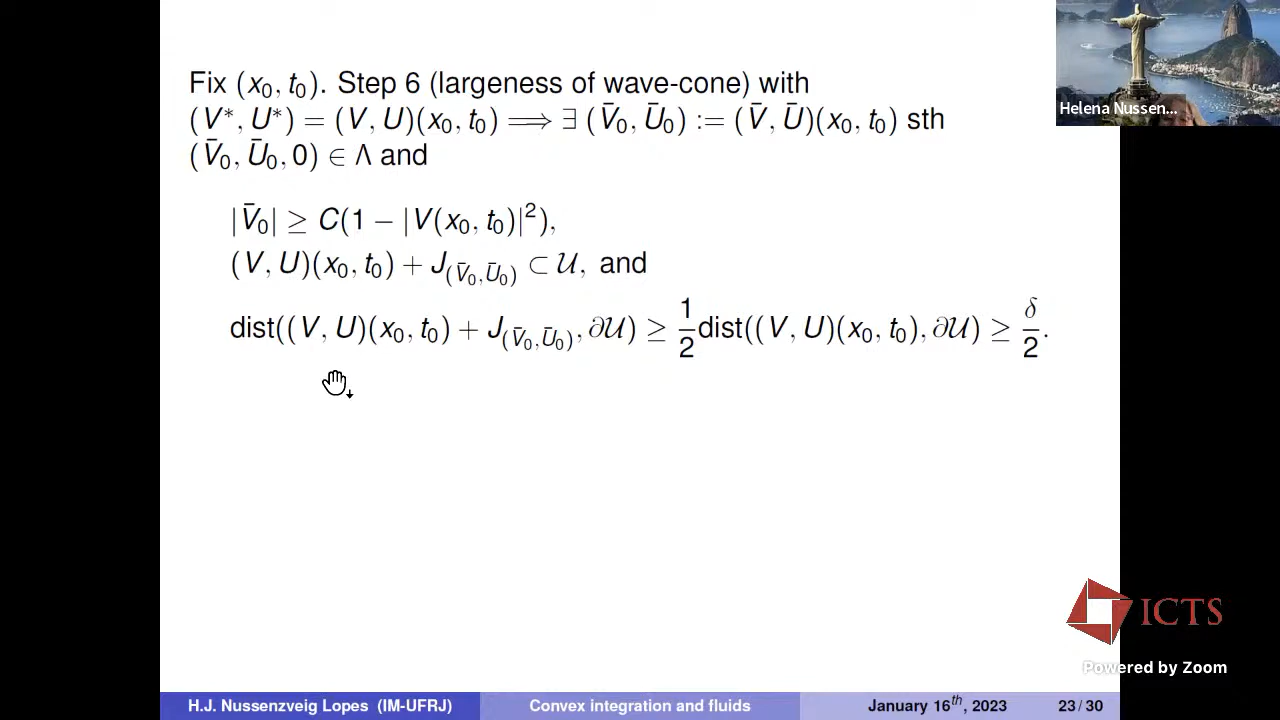 Fix (x₀, t₀). Step 6 (largeness of wave-cone) with
(V*, U*) = (V, U)(x₀, t₀) ⟹ ∃ (V̄₀, Ū₀) := (V̄, Ū)(x₀, t₀) sth
(V̄₀, Ū₀, 0) ∈ Λ and
|V̄₀| ≥ C(1 − |V(x₀, t₀)|²),
(V, U)(x₀, t₀) + J_(V̄₀,Ū₀) ⊂ 𝒰, and
dist((V, U)(x₀, t₀) + J_(V̄₀,Ū₀), ∂𝒰) ≥ 1/2 dist((V, U)(x₀, t₀), ∂𝒰) ≥ δ/2.
Helena Nussen...
ICTS
Powered by Zoom
H.J. Nussenzveig Lopes (IM-UFRJ) Convex integration and fluids January 16th, 2023 23 / 30